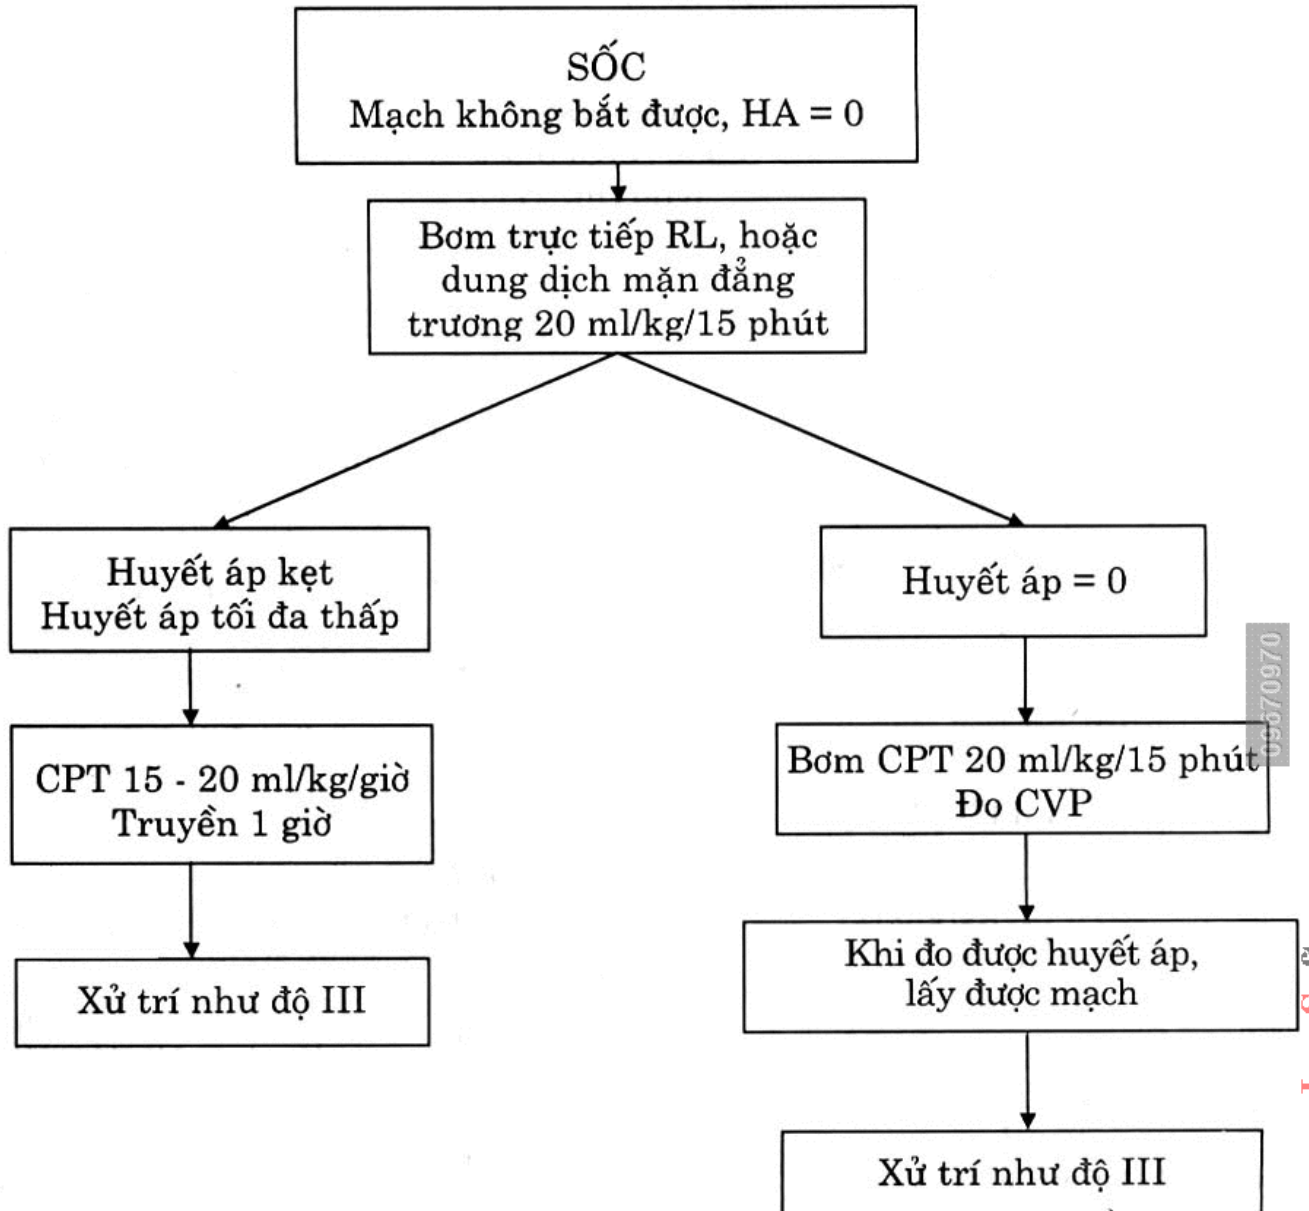 SỐC
Mạch không bắt được, HA = 0
Bơm trực tiếp RL, hoặc
dung dịch mặn đẳng
trương 20 ml/kg/15 phút
Huyết áp kẹt
Huyết áp tối đa thấp
Huyết áp = 0
CPT 15 - 20 ml/kg/giờ
Truyền 1 giờ
Bơm CPT 20 ml/kg/15 phút
Đo CVP
Khi đo được huyết áp,
lấy được mạch
Xử trí như độ III
Xử trí như độ III
09670970